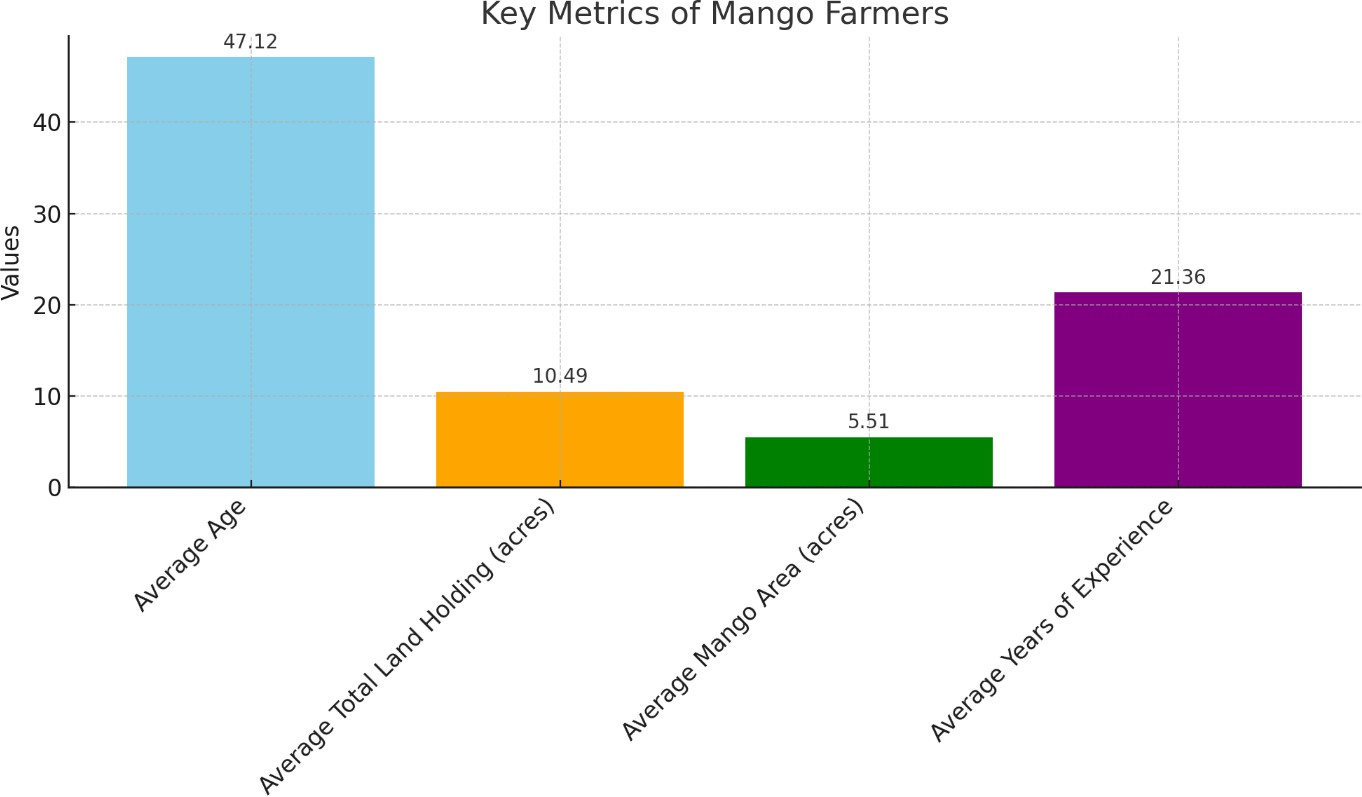 Key Metrics of Mango Farmers
Values
40
30
20
10
0
47.12
10.49
5.51
21.36
Average Age
Average Total Land Holding (acres)
Average Mango Area (acres)
Average Years of Experience